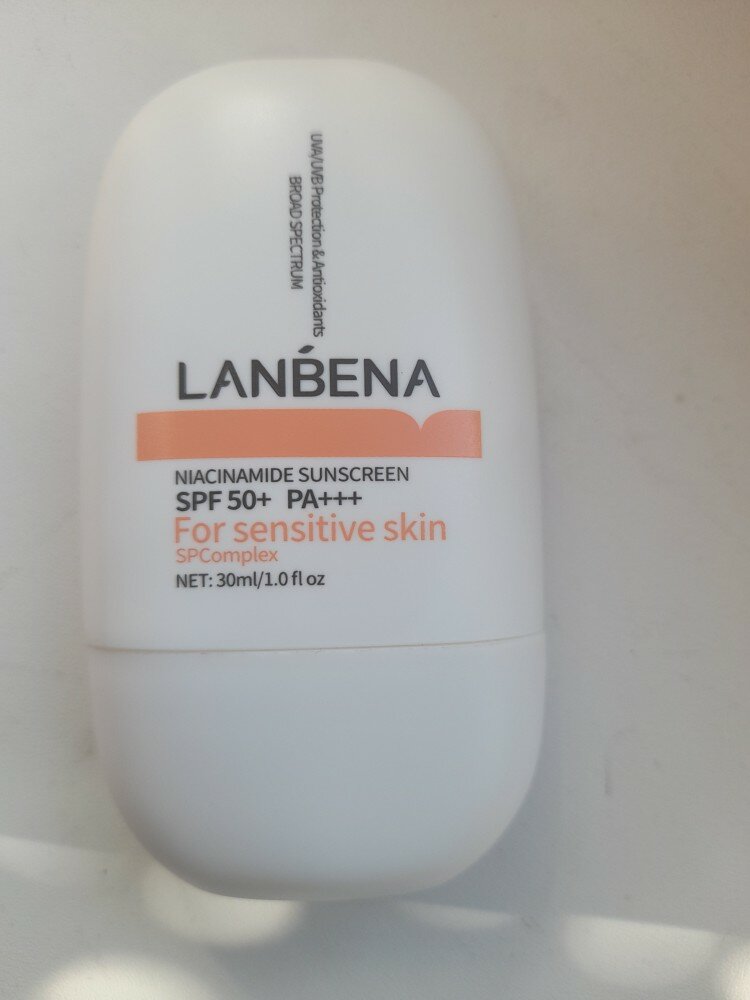 UVA/UVB Protection & Antioxidants
BROAD SPECTRUM
LANBENA
NIACINAMIDE SUNSCREEN
SPF 50+ PA+++
For sensitive skin
SPComplex
NET: 30ml/1.0 fl oz